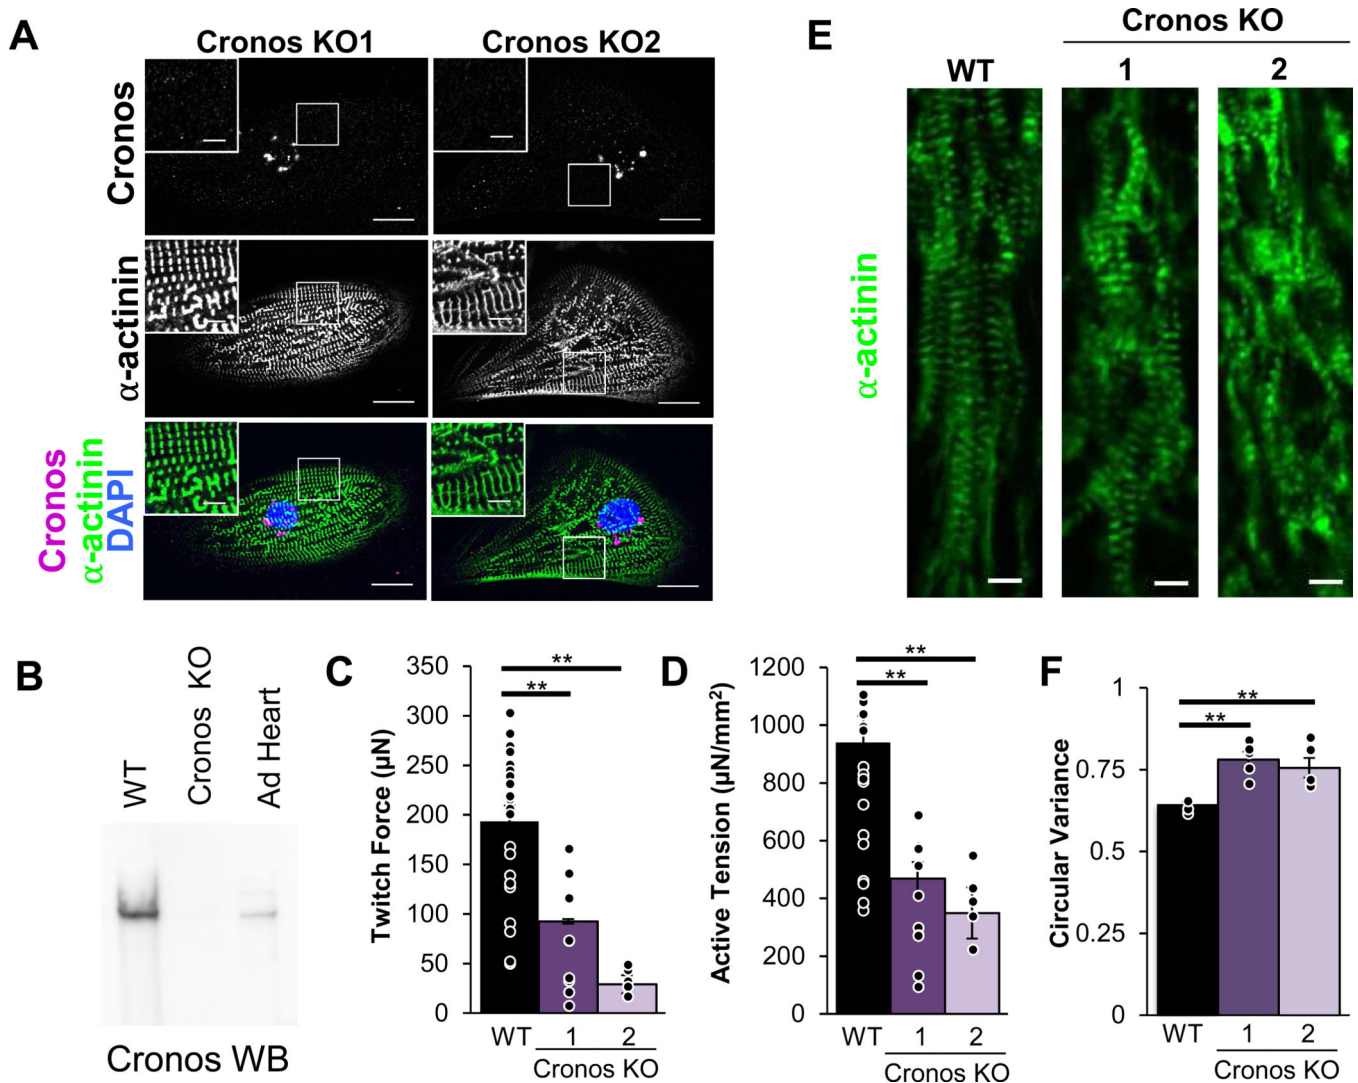 A
Cronos KO1
Cronos KO2
Cronos
α-actinin
Cronos
α-actinin
DAPI
B
WT
Cronos KO
Ad Heart
Cronos WB
C
Twitch Force (µN)
350
300
250
200
150
100
50
0
**
**
WT
1
2
Cronos KO
D
Active Tension (µN/mm²)
1200
1000
800
600
400
200
0
**
**
WT
1
2
Cronos KO
E
Cronos KO
WT
1
2
α-actinin
F
Circular Variance
1
0.75
0.5
0.25
0
**
**
WT
1
2
Cronos KO